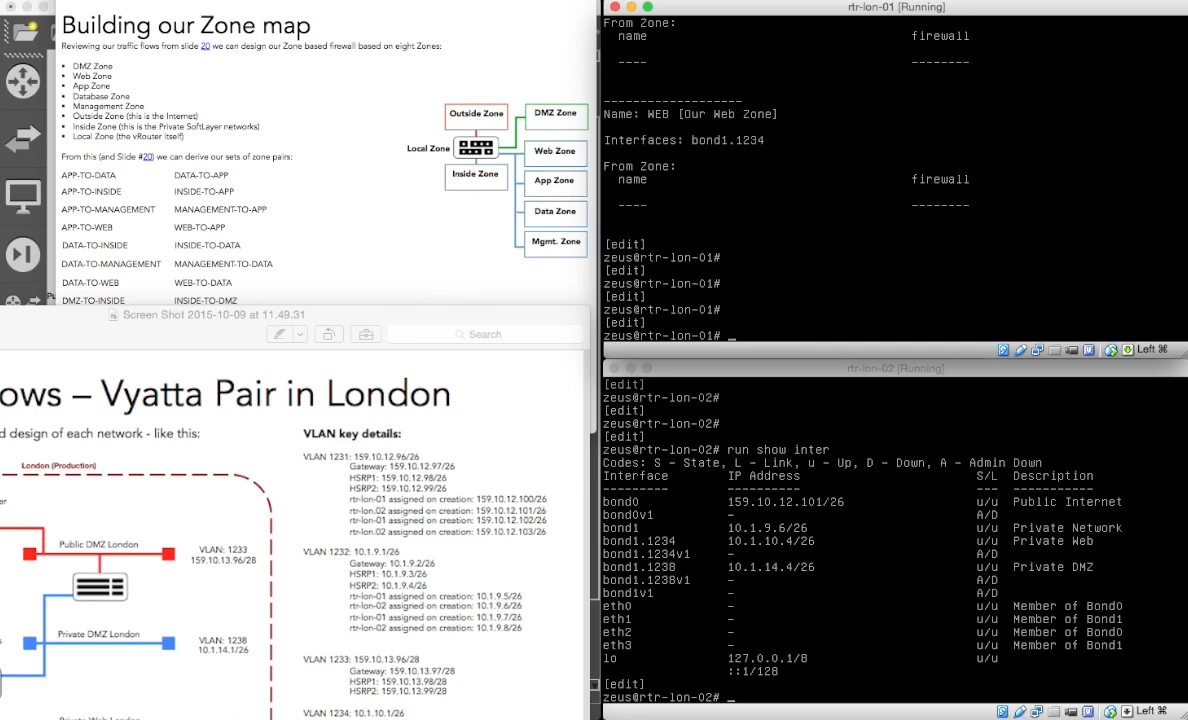 Building our Zone map
Reviewing our traffic flows from slide 20 we can design our Zone based firewall based on eight Zones:
▪ DMZ Zone
▪ Web Zone
▪ App Zone
▪ Database Zone
▪ Management Zone
▪ Outside Zone (this is the Internet)
▪ Inside Zone (this is the Private SoftLayer networks)
▪ Local Zone (the vRouter itself)
From this (and Slide #20) we can derive our sets of zone pairs:
APP-TO-DATA DATA-TO-APP
APP-TO-INSIDE INSIDE-TO-APP
APP-TO-MANAGEMENT MANAGEMENT-TO-APP
APP-TO-WEB WEB-TO-APP
DATA-TO-INSIDE INSIDE-TO-DATA
DATA-TO-MANAGEMENT MANAGEMENT-TO-DATA
DATA-TO-WEB WEB-TO-DATA
DMZ-TO-INSIDE INSIDE-TO-DMZ
Outside Zone
DMZ Zone
Local Zone
Web Zone
Inside Zone
App Zone
Data Zone
Mgmt. Zone
Screen Shot 2015-10-09 at 11.49.31
Search
ows – Vyatta Pair in London
d design of each network - like this:
London (Production)
Public DMZ London
VLAN: 1233
159.10.13.96/28
Private DMZ London
VLAN: 1238
10.1.14.1/26
Private Web London
VLAN key details:
VLAN 1231: 159.10.12.96/26
Gateway: 159.10.12.97/26
HSRP1: 159.10.12.98/26
HSRP2: 159.10.12.99/26
rtr-lon-01 assigned on creation: 159.10.12.100/26
rtr-lon.02 assigned on creation: 159.10.12.101/26
rtr-lon.01 assigned on creation: 159.10.12.102/26
rtr-lon.02 assigned on creation: 159.10.12.103/26
VLAN 1232: 10.1.9.1/26
Gateway: 10.1.9.2/26
HSRP1: 10.1.9.3/26
HSRP2: 10.1.9.4/26
rtr-lon-01 assigned on creation: 10.1.9.5/26
rtr-lon-02 assigned on creation: 10.1.9.6/26
rtr-lon-01 assigned on creation: 10.1.9.7/26
rtr-lon-02 assigned on creation: 10.1.9.8/26
VLAN 1233: 159.10.13.96/28
Gateway: 159.10.13.97/28
HSRP1: 159.10.13.98/28
HSRP2: 159.10.13.99/28
VLAN 1234: 10.1.10.1/26
rtr-lon-01 [Running]
From Zone:
name firewall
---- --------
-------------------
Name: WEB [Our Web Zone]
Interfaces: bond1.1234
From Zone:
name firewall
---- --------
[edit]
zeus@rtr-lon-01#
[edit]
zeus@rtr-lon-01#
[edit]
zeus@rtr-lon-01#
[edit]
zeus@rtr-lon-01# _
Left ⌘
rtr-lon-02 [Running]
[edit]
zeus@rtr-lon-02#
[edit]
zeus@rtr-lon-02#
[edit]
zeus@rtr-lon-02# run show inter
Codes: S - State, L - Link, u - Up, D - Down, A - Admin Down
Interface IP Address S/L Description
--------- ---------- --- -----------
bond0 159.10.12.101/26 u/u Public Internet
bond0v1 - A/D
bond1 10.1.9.6/26 u/u Private Network
bond1.1234 10.1.10.4/26 u/u Private Web
bond1.1234v1 - A/D
bond1.1238 10.1.14.4/26 u/u Private DMZ
bond1.1238v1 - A/D
bond1v1 - A/D
eth0 - u/u Member of Bond0
eth1 - u/u Member of Bond1
eth2 - u/u Member of Bond0
eth3 - u/u Member of Bond1
lo 127.0.0.1/8 u/u
::1/128
[edit]
zeus@rtr-lon-02# _
Left ⌘